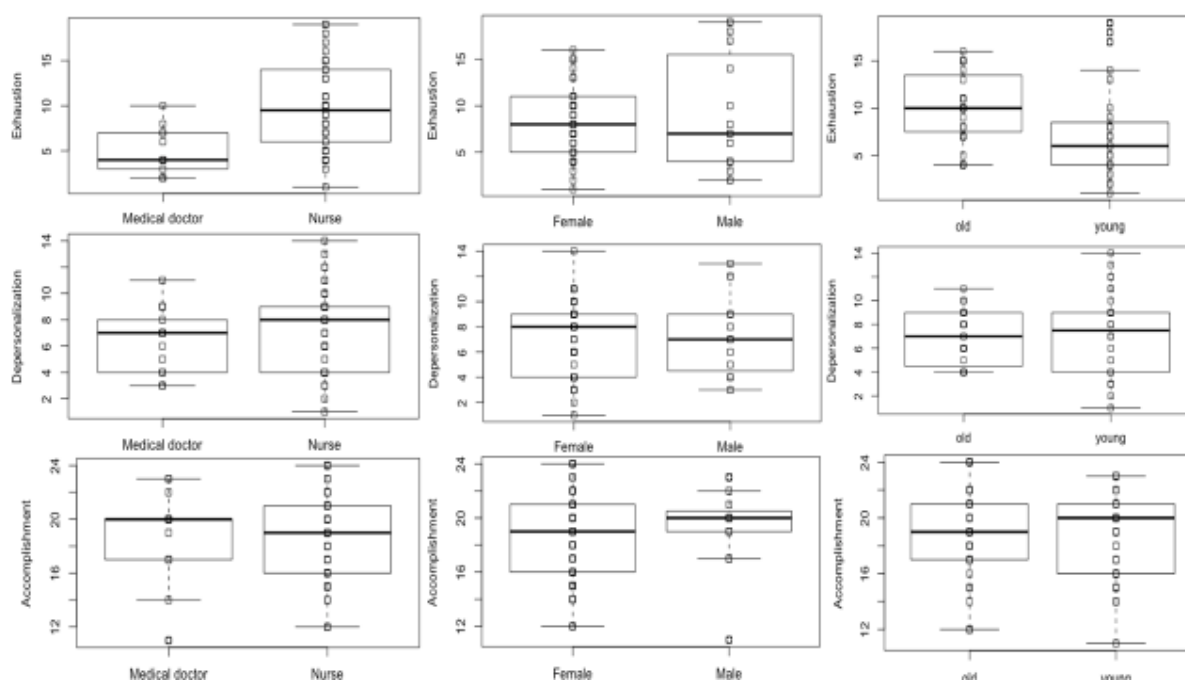 Exhaustion
15
10
5
Medical doctor Nurse
Exhaustion
15
10
5
Female Male
Exhaustion
15
10
5
old young
Depersonalization
14
10
8
6
4
2
Medical doctor Nurse
Depersonalization
14
10
8
6
4
2
Female Male
Depersonalization
14
10
8
6
4
2
old young
Accomplishment
24
20
16
12
Medical doctor Nurse
Accomplishment
24
20
16
12
Female Male
Accomplishment
24
20
16
12
old young